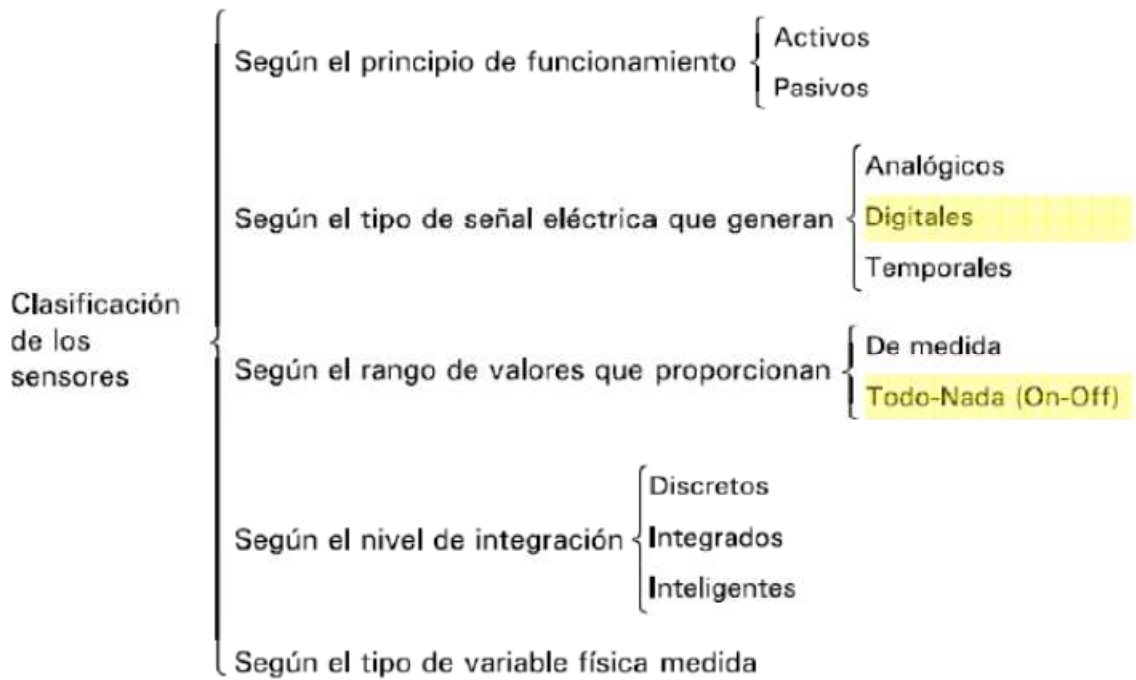 Clasificación
de los
sensores
Según el principio de funcionamiento
Activos
Pasivos
Según el tipo de señal eléctrica que generan
Analógicos
Digitales
Temporales
Según el rango de valores que proporcionan
De medida
Todo-Nada (On-Off)
Según el nivel de integración
Discretos
Integrados
Inteligentes
Según el tipo de variable física medida